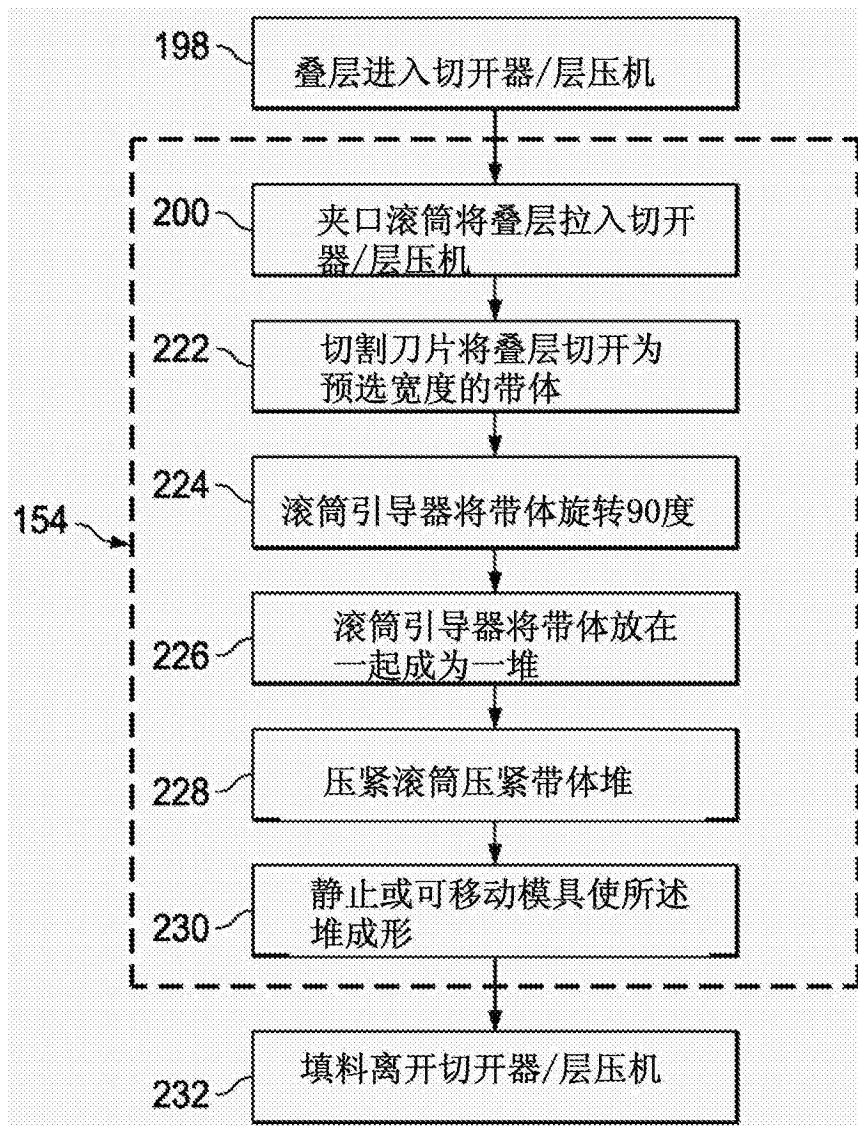 198
叠层进入切开器/层压机
200
夹口滚筒将叠层拉入切开
器/层压机
222
切割刀片将叠层切开为
预选宽度的带体
224
滚筒引导器将带体旋转90度
154
226
滚筒引导器将带体放在
一起成为一堆
228
压紧滚筒压紧带体堆
230
静止或可移动模具使所述
堆成形
232
填料离开切开器/层压机